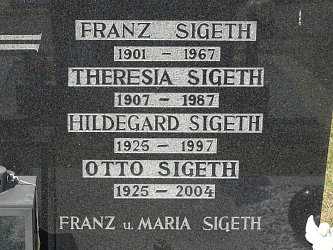 FRANZ SIGETH
1901 - 1967
THERESIA SIGETH
1907 - 1987
HILDEGARD SIGETH
1925 - 1997
OTTO SIGETH
1925 - 2004
FRANZ u. MARIA SIGETH